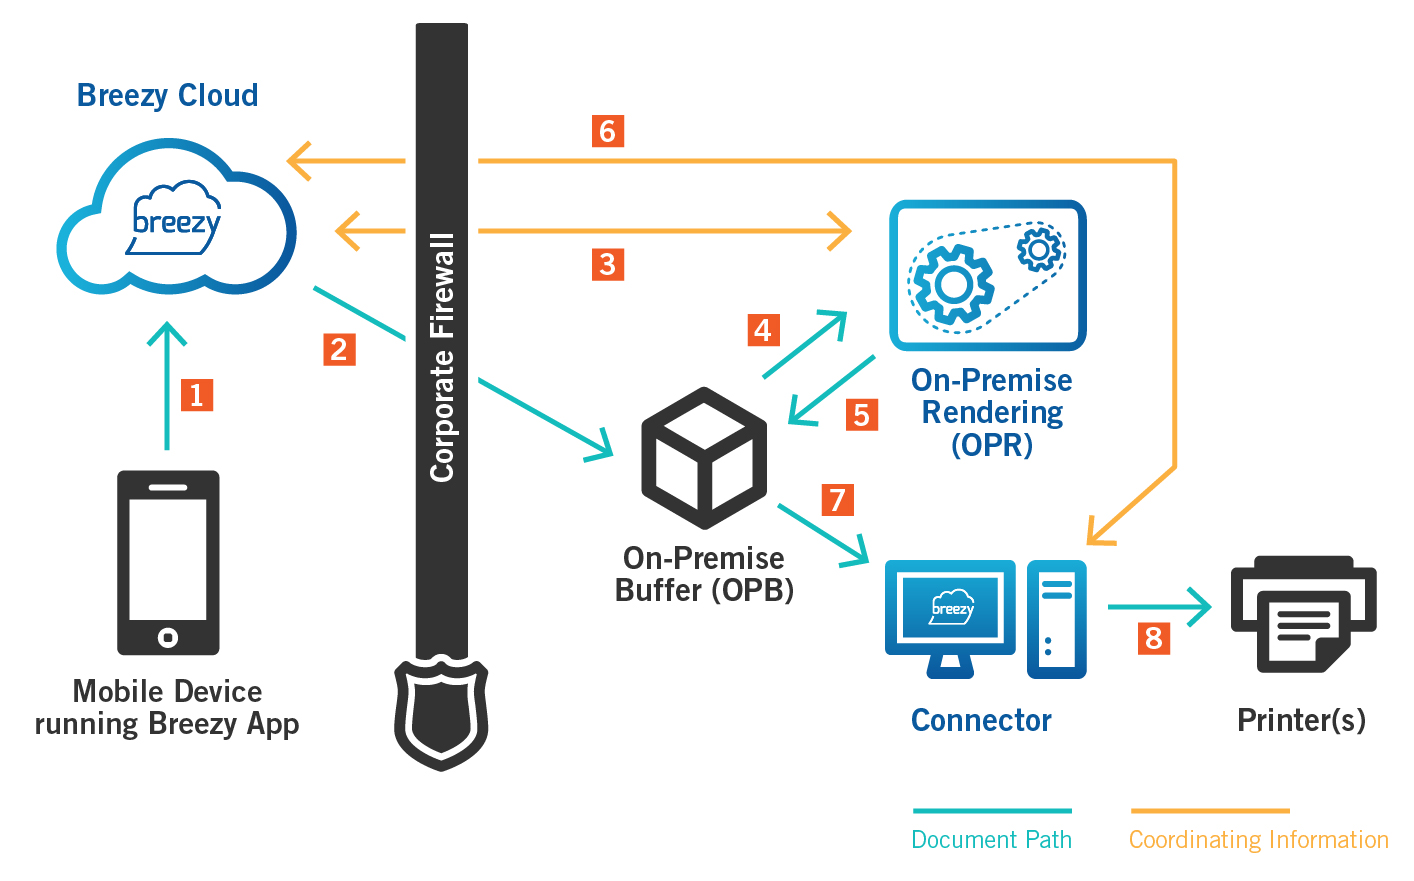 Breezy Cloud
breezy
1
2
3
4
5
6
7
8
Corporate Firewall
Mobile Device
running Breezy App
On-Premise
Buffer (OPB)
On-Premise
Rendering
(OPR)
breezy
Connector
Printer(s)
Document Path
Coordinating Information